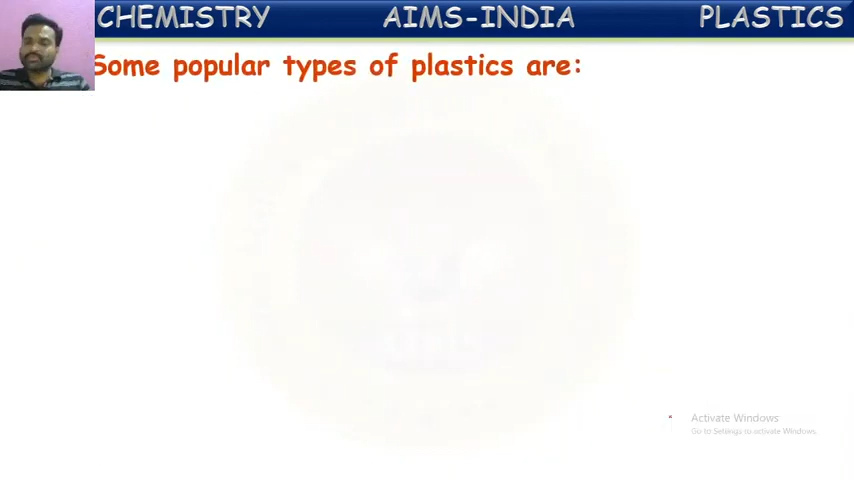 CHEMISTRY AIMS-INDIA PLASTICS
Some popular types of plastics are:
Activate Windows
Go to Settings to activate Windows.